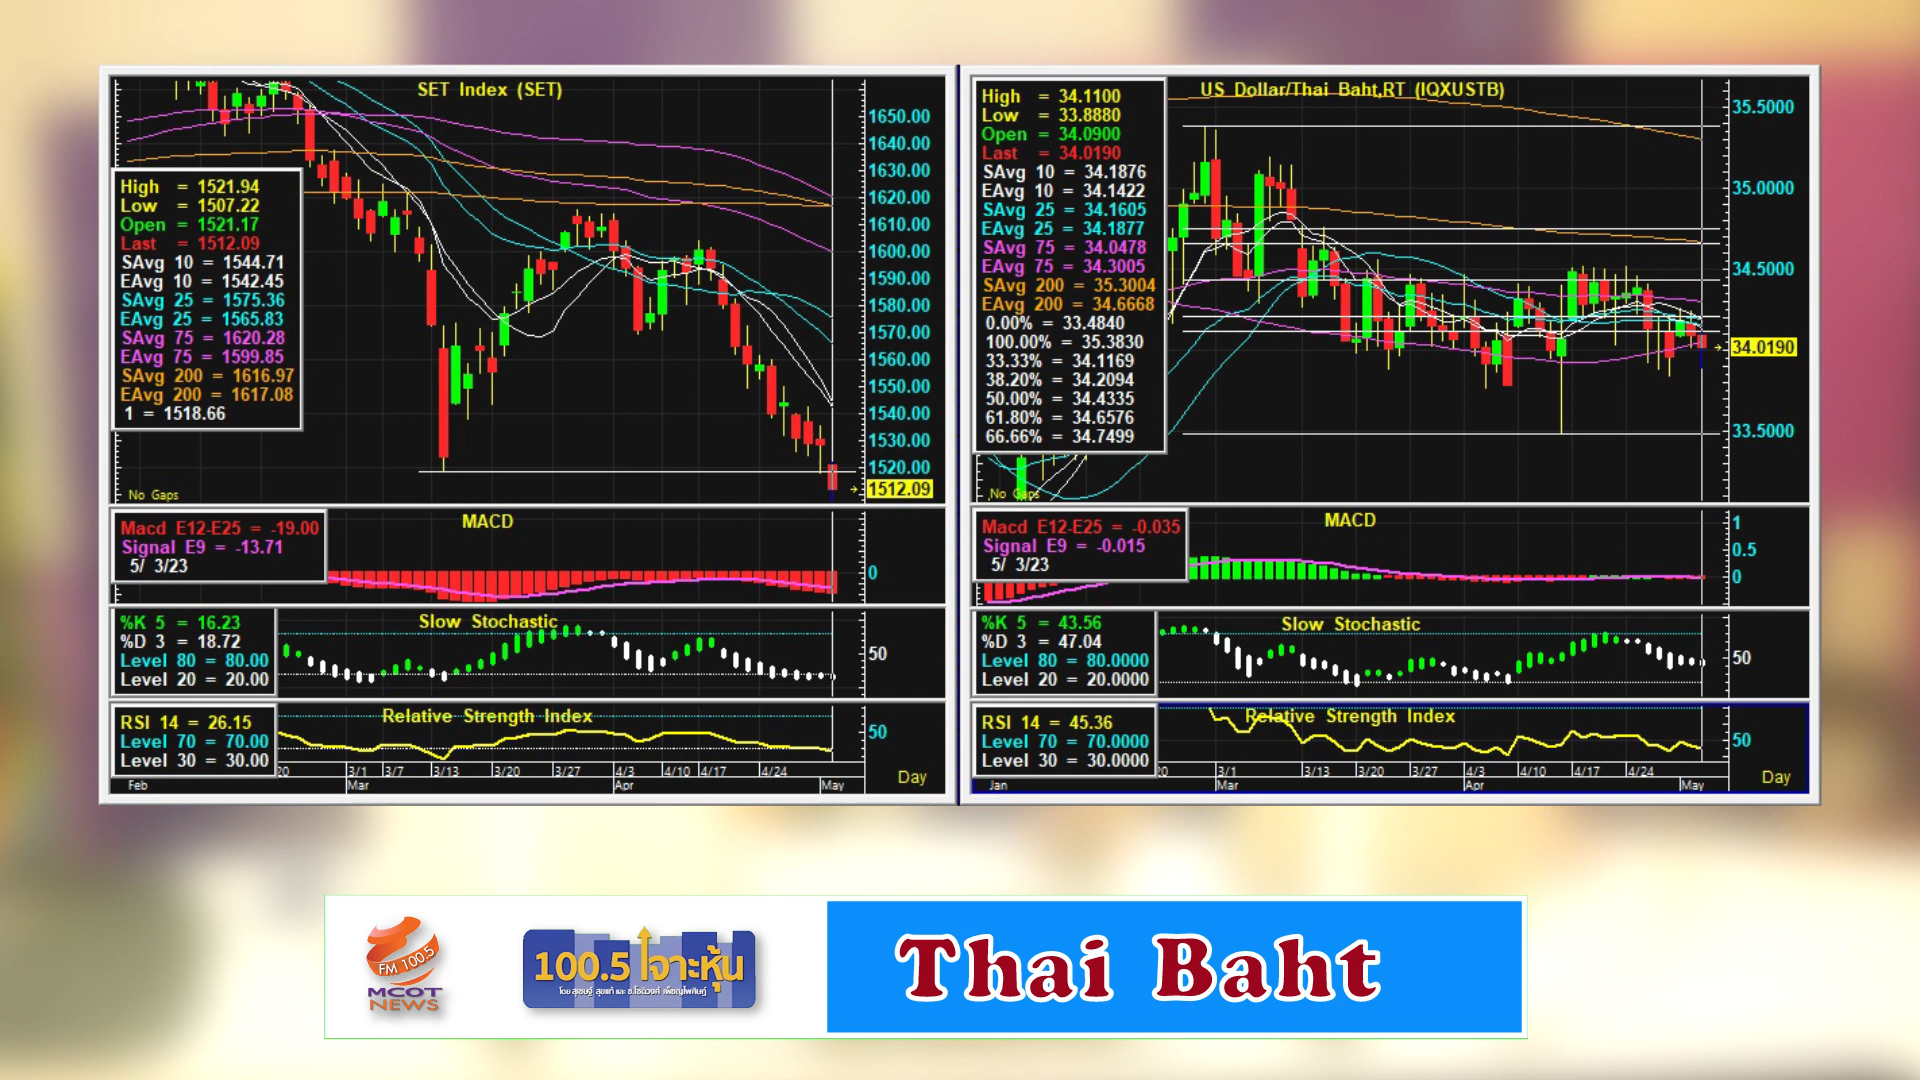 SET Index (SET)
High = 1521.94
Low = 1507.22
Open = 1521.17
Last = 1512.09
SAvg 10 = 1544.71
EAvg 10 = 1542.45
SAvg 25 = 1575.36
EAvg 25 = 1565.83
SAvg 75 = 1620.28
EAvg 75 = 1599.85
SAvg 200 = 1616.97
EAvg 200 = 1617.08
1 = 1518.66
1650.00
1640.00
1630.00
1620.00
1610.00
1600.00
1590.00
1580.00
1570.00
1560.00
1550.00
1540.00
1530.00
1520.00
1512.09
No Gaps
MACD
Macd E12-E25 = -19.00
Signal E9 = -13.71
5/ 3/23
0
Slow Stochastic
%K 5 = 16.23
%D 3 = 18.72
Level 80 = 80.00
Level 20 = 20.00
50
Relative Strength Index
RSI 14 = 26.15
Level 70 = 70.00
Level 30 = 30.00
50
20 3/1 3/7 3/13 3/20 3/27 4/3 4/10 4/17 4/24
Feb Mar Apr May
Day
US Dollar/Thai Baht,RT (IQXUSTB)
High = 34.1100
Low = 33.8880
Open = 34.0900
Last = 34.0190
SAvg 10 = 34.1876
EAvg 10 = 34.1422
SAvg 25 = 34.1605
EAvg 25 = 34.1877
SAvg 75 = 34.0478
EAvg 75 = 34.3005
SAvg 200 = 35.3004
EAvg 200 = 34.6668
0.00% = 33.4840
100.00% = 35.3830
33.33% = 34.1169
38.20% = 34.2094
50.00% = 34.4335
61.80% = 34.6576
66.66% = 34.7499
35.5000
35.0000
34.5000
34.0190
33.5000
No Gaps
MACD
Macd E12-E25 = -0.035
Signal E9 = -0.015
5/ 3/23
1
0.5
0
Slow Stochastic
%K 5 = 43.56
%D 3 = 47.04
Level 80 = 80.0000
Level 20 = 20.0000
50
Relative Strength Index
RSI 14 = 45.36
Level 70 = 70.0000
Level 30 = 30.0000
50
20 3/1 3/13 3/20 3/27 4/3 4/10 4/17 4/24
Jan Mar Apr May
Day
FM 100.5
MCOT
NEWS
100.5 เจาะหุ้น
Thai Baht